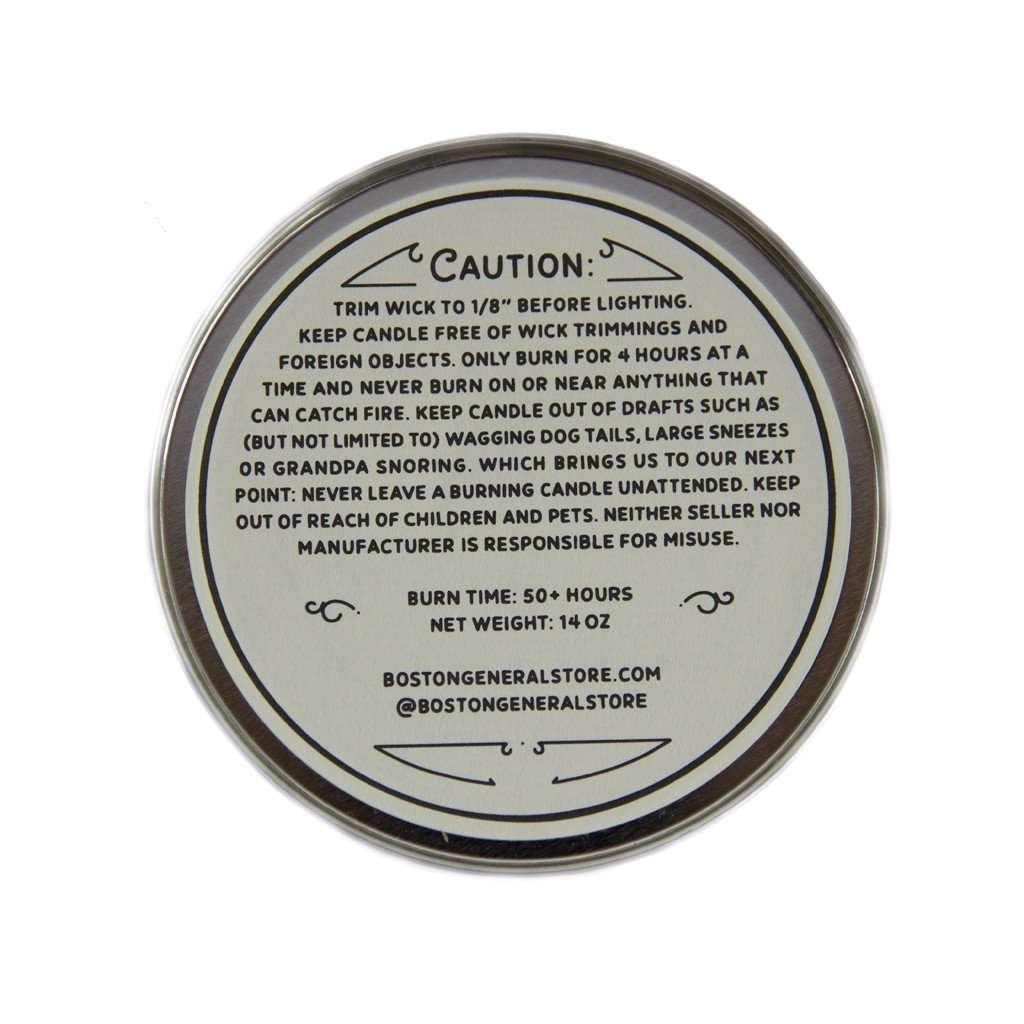 CAUTION:
TRIM WICK TO 1/8" BEFORE LIGHTING.
KEEP CANDLE FREE OF WICK TRIMMINGS AND
FOREIGN OBJECTS. ONLY BURN FOR 4 HOURS AT A
TIME AND NEVER BURN ON OR NEAR ANYTHING THAT
CAN CATCH FIRE. KEEP CANDLE OUT OF DRAFTS SUCH AS
(BUT NOT LIMITED TO) WAGGING DOG TAILS, LARGE SNEEZES
OR GRANDPA SNORING. WHICH BRINGS US TO OUR NEXT
POINT: NEVER LEAVE A BURNING CANDLE UNATTENDED. KEEP
OUT OF REACH OF CHILDREN AND PETS. NEITHER SELLER NOR
MANUFACTURER IS RESPONSIBLE FOR MISUSE.
BURN TIME: 50+ HOURS
NET WEIGHT: 14 OZ
BOSTONGENERALSTORE.COM
@BOSTONGENERALSTORE